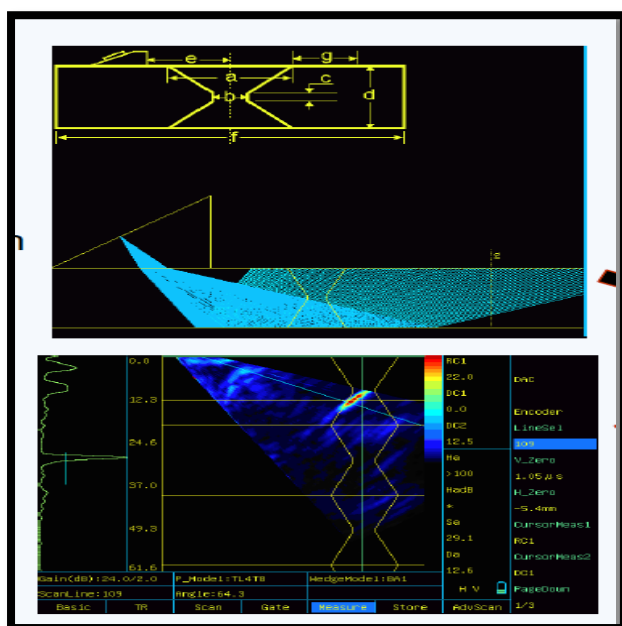 e
g
a
c
b
d
f
m
n
0.0
12.3
24.6
37.0
49.3
61.6
RC1
22.0
DC1
0.0
DC2
12.5
Ma
>100
HadB
*
Sa
29.1
Da
12.6
H V
DAC
Encoder
LineSel
109
V_Zero
1.05μs
H_Zero
-5.4mm
CursorMeas1
RC1
CursorMeas2
DC1
PageDown
1/3
Gain(dB):24.0/2.0 P_Model:TL4T8 WedgeModel:BA1
ScanLine:109 Angle:64.3
Basic TR Scan Gate Measure Store AdvScan